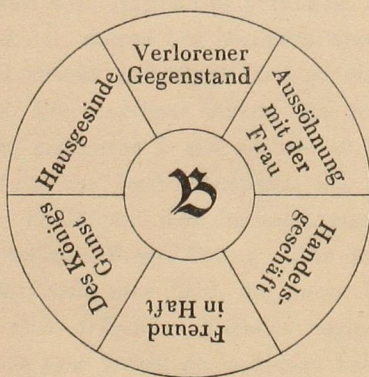 Verlorener
Gegenstand
Aussöhnung
mit der
Frau
Handels-
geschäft
Freund
in Haft
Des Königs
Gunst
Hausgesinde
B